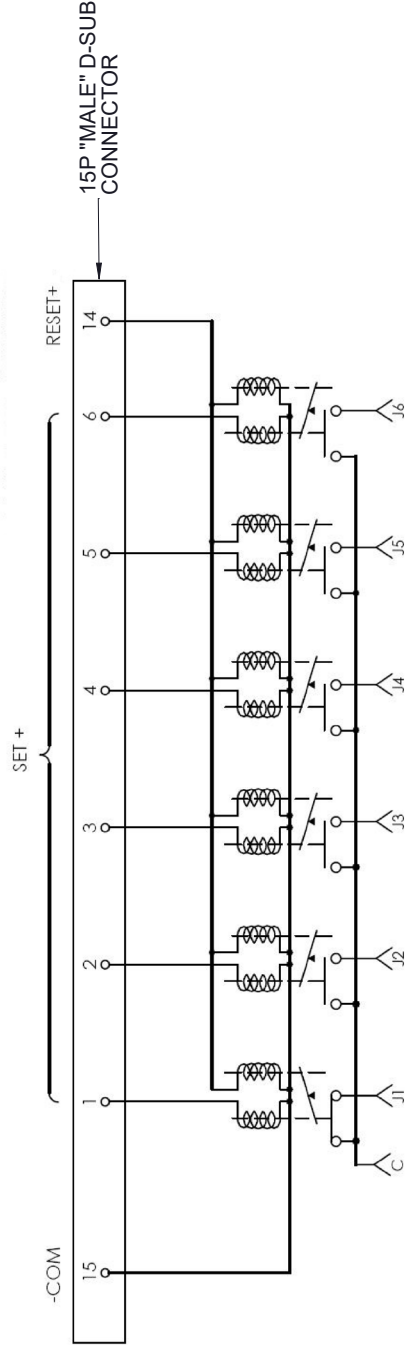 15P "MALE" D-SUB
CONNECTOR
SET +
-COM
RESET+
15
1
2
3
4
5
6
14
C
J1
J2
J3
J4
J5
J6